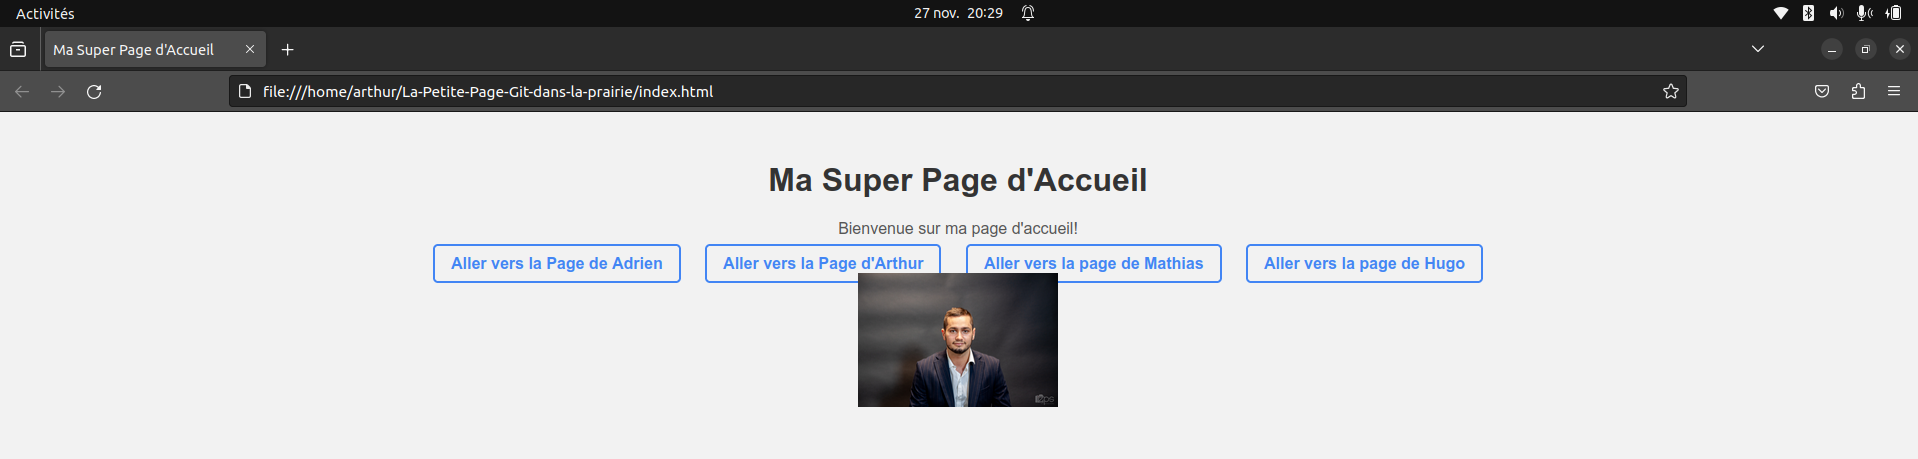 Activités
27 nov. 20:29
Ma Super Page d'Accueil
file:///home/arthur/La-Petite-Page-Git-dans-la-prairie/index.html
Ma Super Page d'Accueil
Bienvenue sur ma page d'accueil!
Aller vers la Page de Adrien
Aller vers la Page d'Arthur
Aller vers la page de Mathias
Aller vers la page de Hugo